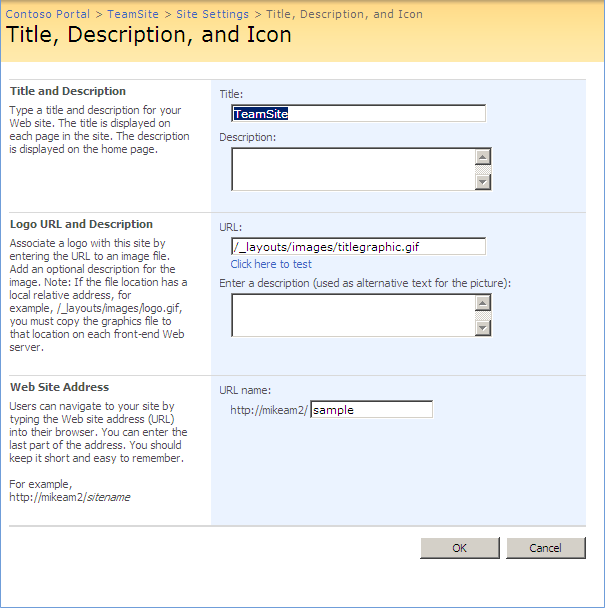 Contoso Portal > TeamSite > Site Settings > Title, Description, and Icon
Title, Description, and Icon
Title and Description
Type a title and description for your
Web site. The title is displayed on
each page in the site. The description
is displayed on the home page.
Title:
TeamSite
Description:
Logo URL and Description
Associate a logo with this site by
entering the URL to an image file.
Add an optional description for the
image. Note: If the file location has a
local relative address, for
example, /_layouts/images/logo.gif,
you must copy the graphics file to
that location on each front-end Web
server.
URL:
/_layouts/images/titlegraphic.gif
Click here to test
Enter a description (used as alternative text for the picture):
Web Site Address
Users can navigate to your site by
typing the Web site address (URL)
into their browser. You can enter the
last part of the address. You should
keep it short and easy to remember.
For example,
http://mikeam2/sitename
URL name:
http://mikeam2/ sample
OK Cancel